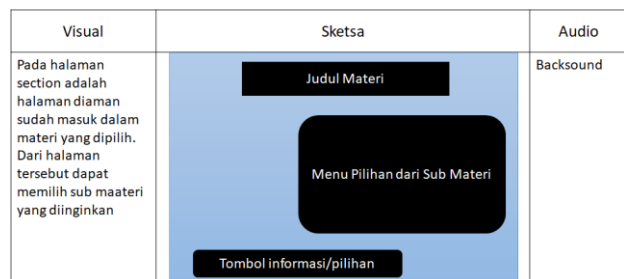 Visual
Sketsa
Audio
Pada halaman
section adalah
halaman diaman
sudah masuk dalam
materi yang dipilih.
Dari halaman
tersebut dapat
memilih sub maateri
yang diinginkan
Judul Materi
Menu Pilihan dari Sub Materi
Tombol informasi/pilihan
Backsound